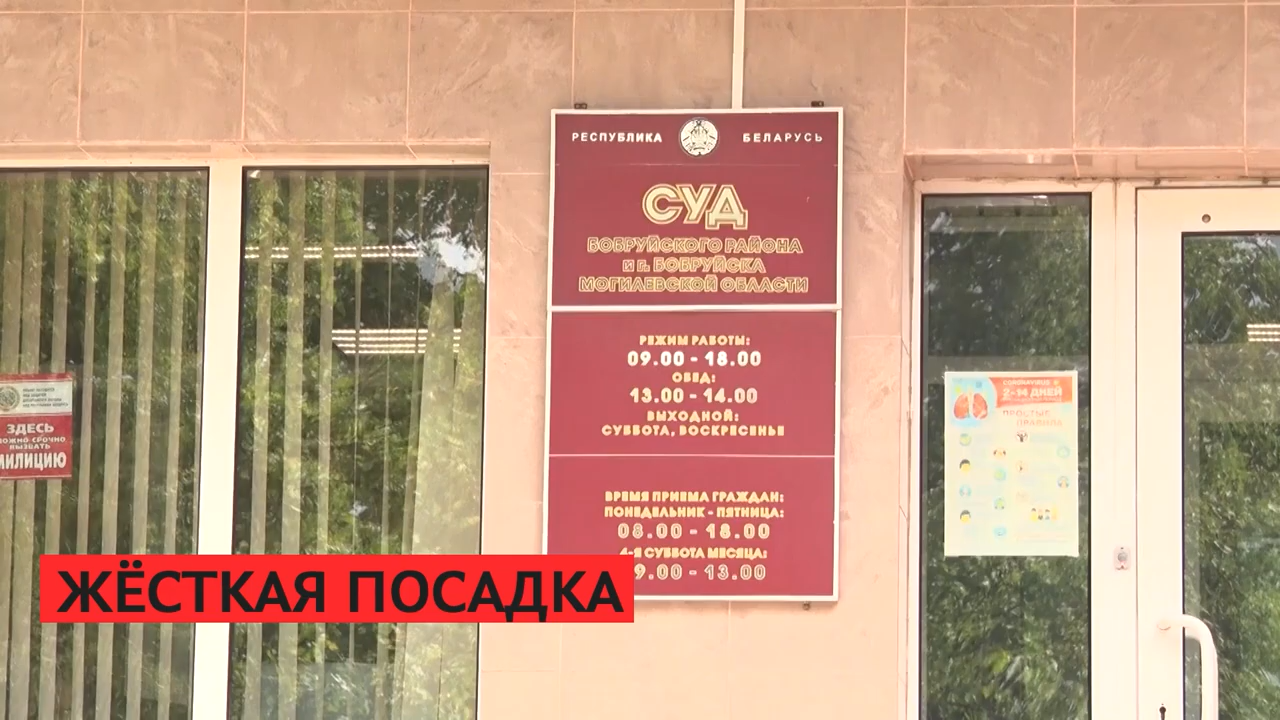 РЕСПУБЛИКА БЕЛАРУСЬ
СУД
БОБРУЙСКОГО РАЙОНА
И г. БОБРУЙСКА
МОГИЛЕВСКОЙ ОБЛАСТИ
РЕЖИМ РАБОТЫ:
09.00 - 18.00
ОБЕД:
13.00 - 14.00
ВЫХОДНОЙ:
СУББОТА, ВОСКРЕСЕНЬЕ
ВРЕМЯ ПРИЕМА ГРАЖДАН:
ПОНЕДЕЛЬНИК - ПЯТНИЦА:
08.00 - 18.00
4-Я СУББОТА МЕСЯЦА:
9.00 - 13.00
ЗДЕСЬ
МОЖНО СРОЧНО
ВЫЗВАТЬ
МИЛИЦИЮ
2-14 ДНЕЙ
ПРОСТЫЕ
ПРАВИЛА
ЖЁСТКАЯ ПОСАДКА